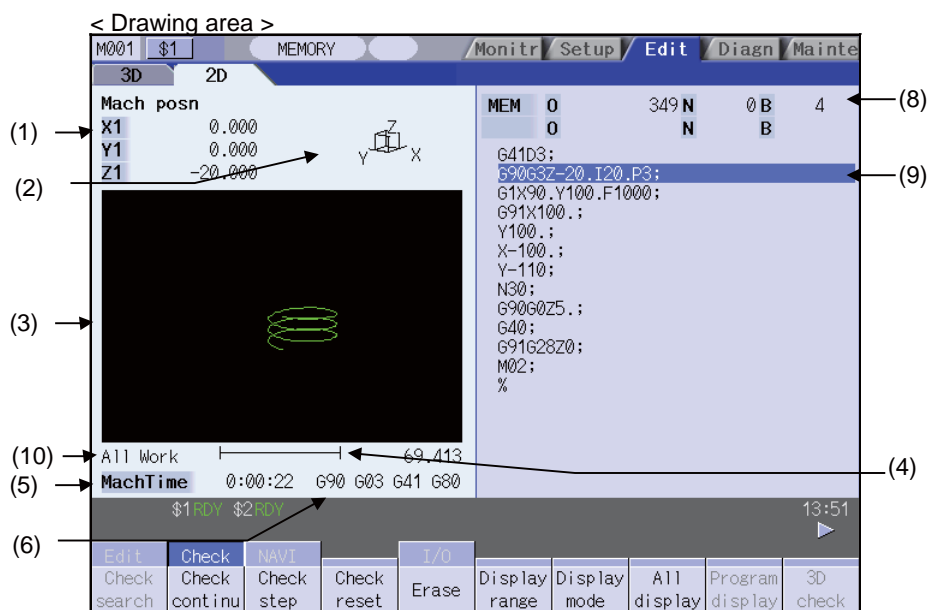 < Drawing area >
M001 $1 MEMORY Monitr Setup Edit Diagn Mainte
3D 2D
Mach posn
X1 0.000
Y1 0.000
Z1 -20.000
Z
Y X
(1)
(2)
MEM O 349 N 0 B 4
O N B
(8)
G41D3;
G90G3Z-20.I20.P3;
(9)
G1X90.Y100.F1000;
G91X100.;
Y100.;
X-100.;
Y-110;
N30;
G90G0Z5.;
G40;
G91G28Z0;
M02;
%
(3)
(10)
All Work 69.413
(4)
(5)
MachTime 0:00:22 G90 G03 G41 G80
(6)
$1RDY $2RDY 13:51
Edit Check NAVI I/O
Check search
Check continu
Check step
Check reset
Erase
Display range
Display mode
All display
Program display
3D check